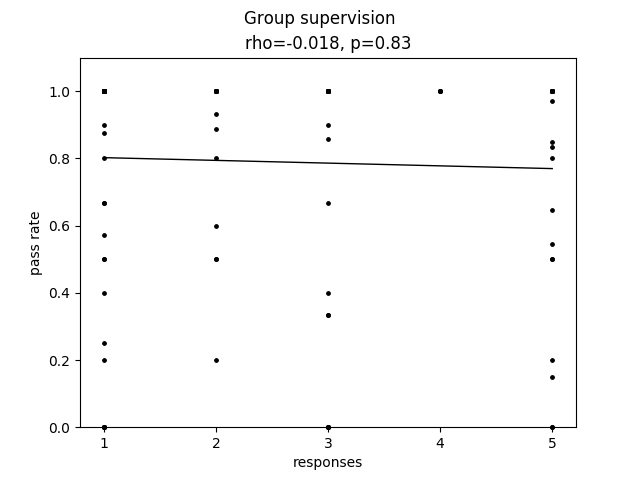 Group supervision
rho=-0.018, p=0.83
1.0
0.8
0.6
0.4
0.2
0.0
pass rate
1 2 3 4 5
responses